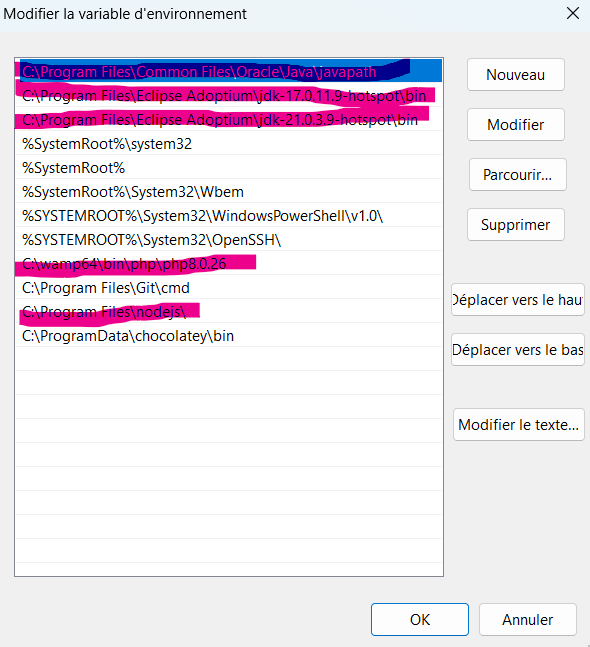 Modifier la variable d'environnement
C:\Program Files\Common Files\Oracle\Java\javapath
C:\Program Files\Eclipse Adoptium\jdk-17.0.11.9-hotspot\bin
C:\Program Files\Eclipse Adoptium\jdk-21.0.3.9-hotspot\bin
%SystemRoot%\system32
%SystemRoot%
%SystemRoot%\System32\Wbem
%SYSTEMROOT%\System32\WindowsPowerShell\v1.0\
%SYSTEMROOT%\System32\OpenSSH\
C:\wamp64\bin\php\php8.0.26
C:\Program Files\Git\cmd
C:\Program Files\nodejs\
C:\ProgramData\chocolatey\bin
Nouveau
Modifier
Parcourir...
Supprimer
Déplacer vers le hau
Déplacer vers le bas
Modifier le texte...
OK
Annuler